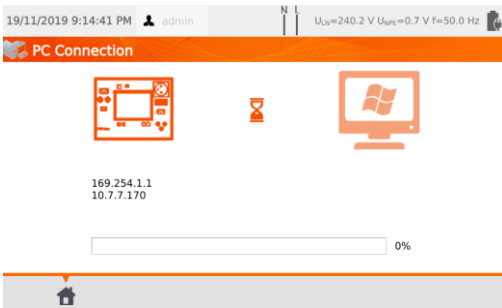 19/11/2019 9:14:41 PM admin N L ULN=240.2 V UNPE=0.7 V f=50.0 Hz
PC Connection
169.254.1.1
10.7.7.170
0%